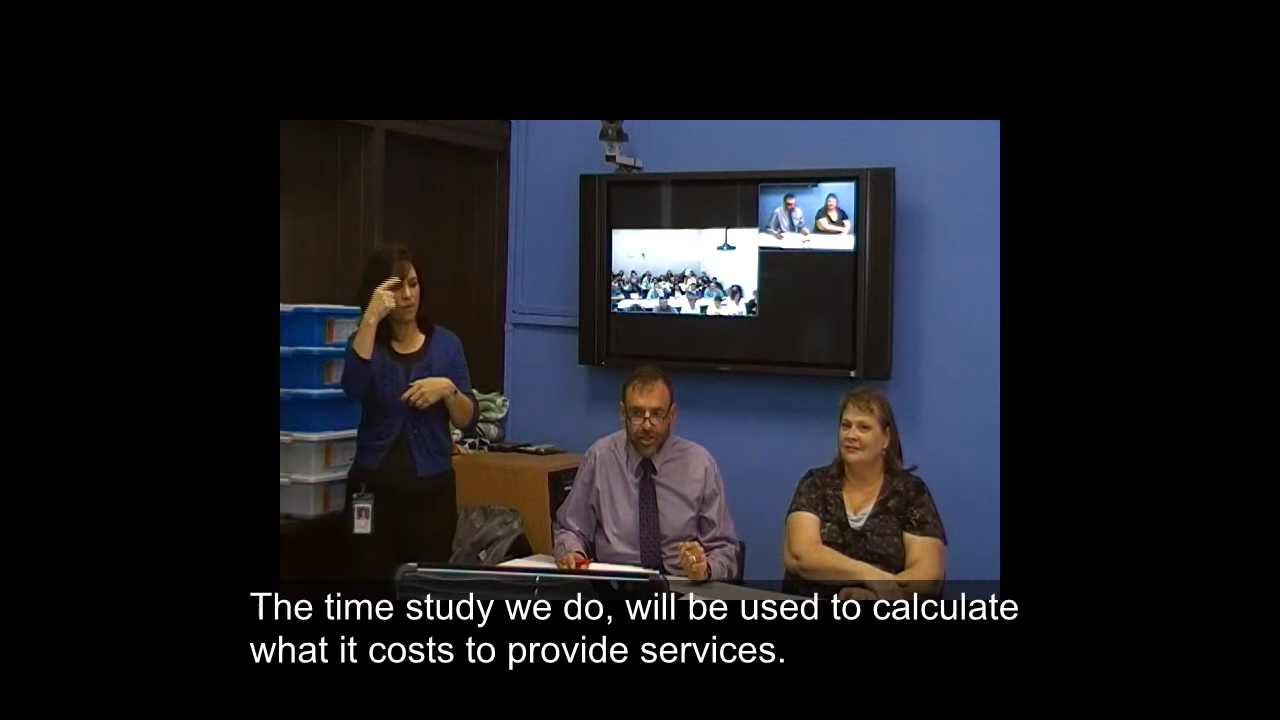 The time study we do, will be used to calculate
what it costs to provide services.